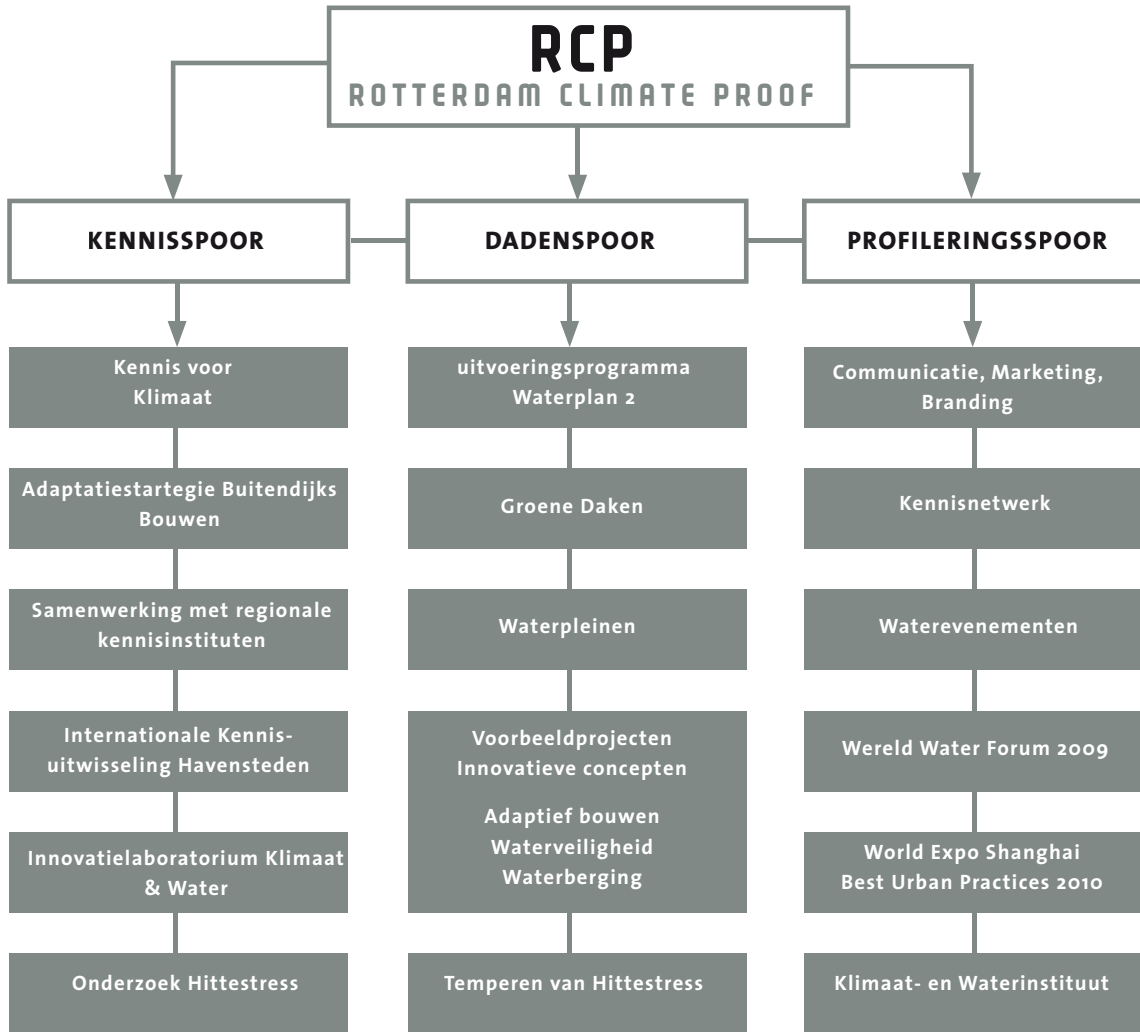 RCP
ROTTERDAM CLIMATE PROOF
KENNISSPOOR
Kennis voor
Klimaat
Adaptatiestartegie Buitendijks
Bouwen
Samenwerking met regionale
kennisinstituten
Internationale Kennis-
uitwisseling Havensteden
Innovatielaboratorium Klimaat
& Water
Onderzoek Hittestress
DADENSPOOR
uitvoeringsprogramma
Waterplan 2
Groene Daken
Waterpleinen
Voorbeeldprojecten
Innovatieve concepten
Adaptief bouwen
Waterveiligheid
Waterberging
Temperen van Hittestress
PROFILERINGSSPOOR
Communicatie, Marketing,
Branding
Kennisnetwerk
Waterevenementen
Wereld Water Forum 2009
World Expo Shanghai
Best Urban Practices 2010
Klimaat- en Waterinstituut